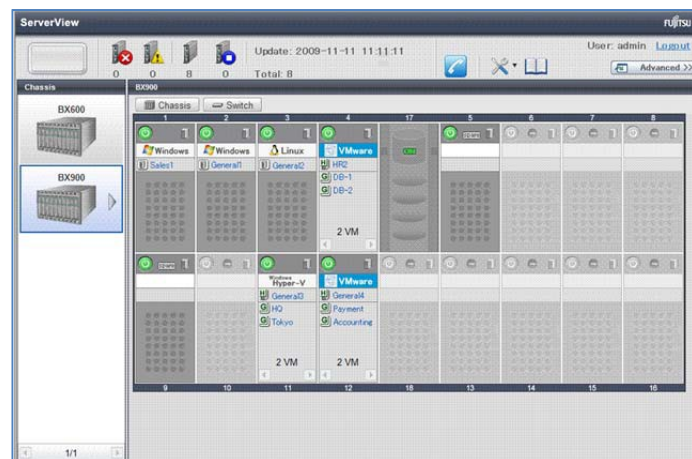 ServerView
FUJITSU
Update: 2009-11-11 11:11:11
User: admin Logout
0 0 8 0 Total: 8
Advanced >>
Chassis
BX900
BX600
BX900
Chassis Switch
1 2 3 4 17 5 6 7 8
Windows Windows Linux VMware
Sales1 General1 General2 HR2
DB-1
DB-2
2 VM
Windows Hyper-V VMware
General3 General4
HQ Payment
Tokyo Accounting
2 VM 2 VM
9 10 11 12 18 13 14 15 16
1/1